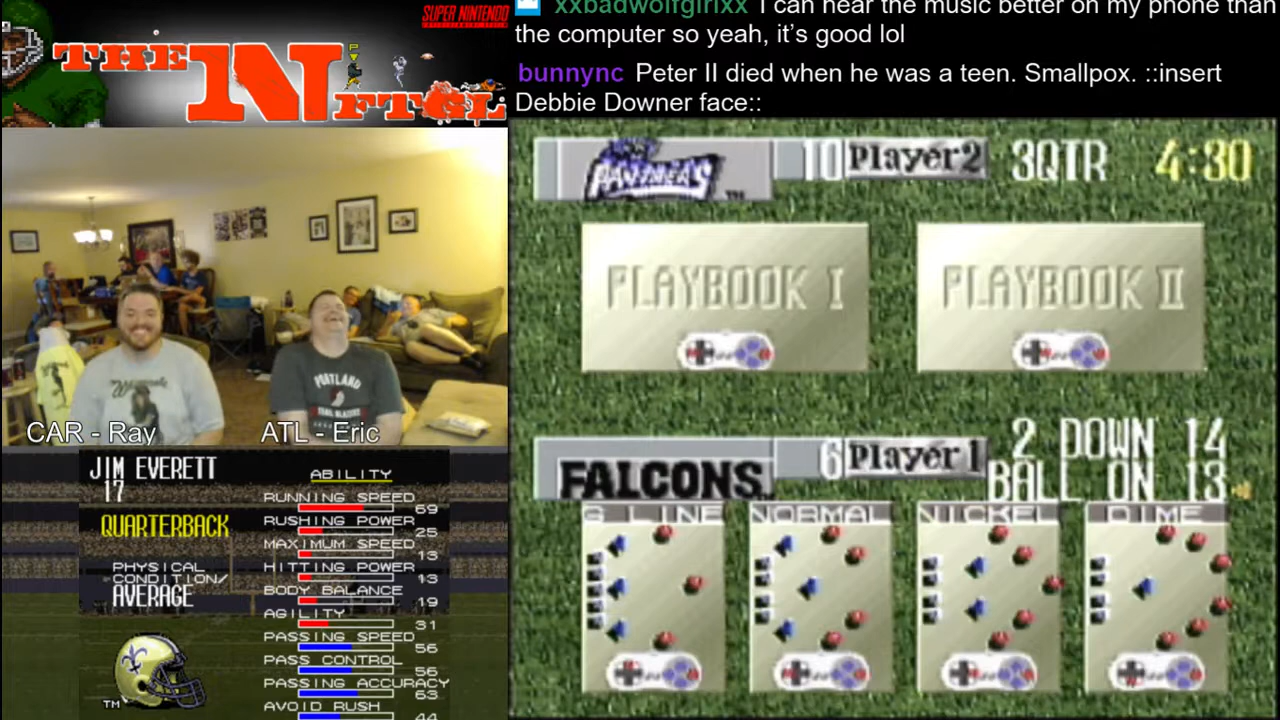 SUPER NINTENDO
THE NFTGL
xxbadwolfgirlxx I can hear the music better on my phone than
the computer so yeah, it's good lol
bunnync Peter II died when he was a teen. Smallpox. ::insert
Debbie Downer face::
PANTHERS TM 10 Player2 3QTR 4:30
PLAYBOOK I PLAYBOOK II
PORTLAND
TRAIL BLAZERS
CAR - Ray ATL - Eric
FALCONS 6 Player1 2 DOWN 14
BALL ON 13
G LINE NORMAL NICKEL DIME
JIM EVERETT
17
QUARTERBACK
PHYSICAL
CONDITION/
AVERAGE
TM
ABILITY
RUNNING SPEED 69
RUSHING POWER 25
MAXIMUM SPEED 13
HITTING POWER 13
BODY BALANCE 19
AGILITY 31
PASSING SPEED 56
PASS CONTROL 56
PASSING ACCURACY 63
AVOID RUSH 44